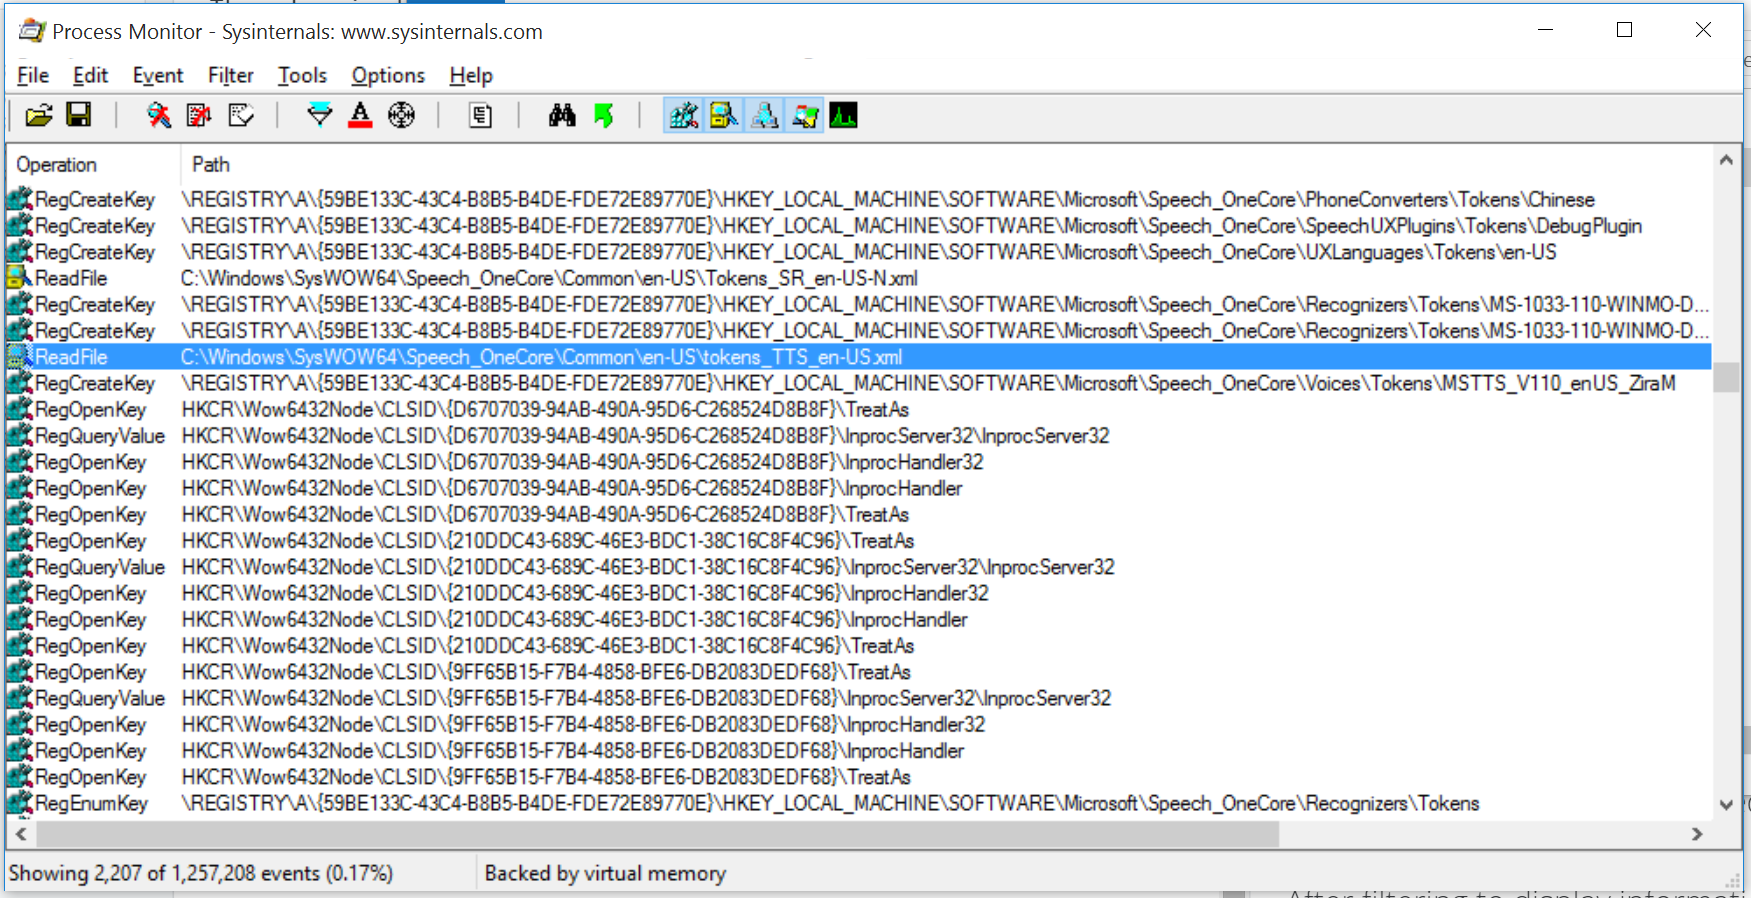 Process Monitor - Sysinternals: www.sysinternals.com
File Edit Event Filter Tools Options Help
Operation Path
RegCreateKey \REGISTRY\A\{59BE133C-43C4-B8B5-B4DE-FDE72E89770E}\HKEY_LOCAL_MACHINE\SOFTWARE\Microsoft\Speech_OneCore\PhoneConverters\Tokens\Chinese
RegCreateKey \REGISTRY\A\{59BE133C-43C4-B8B5-B4DE-FDE72E89770E}\HKEY_LOCAL_MACHINE\SOFTWARE\Microsoft\Speech_OneCore\SpeechUXPlugins\Tokens\DebugPlugin
RegCreateKey \REGISTRY\A\{59BE133C-43C4-B8B5-B4DE-FDE72E89770E}\HKEY_LOCAL_MACHINE\SOFTWARE\Microsoft\Speech_OneCore\UXLanguages\Tokens\en-US
ReadFile C:\Windows\SysWOW64\Speech_OneCore\Common\en-US\Tokens_SR_en-US-N.xml
RegCreateKey \REGISTRY\A\{59BE133C-43C4-B8B5-B4DE-FDE72E89770E}\HKEY_LOCAL_MACHINE\SOFTWARE\Microsoft\Speech_OneCore\Recognizers\Tokens\MS-1033-110-WINMO-D...
RegCreateKey \REGISTRY\A\{59BE133C-43C4-B8B5-B4DE-FDE72E89770E}\HKEY_LOCAL_MACHINE\SOFTWARE\Microsoft\Speech_OneCore\Recognizers\Tokens\MS-1033-110-WINMO-D...
ReadFile C:\Windows\SysWOW64\Speech_OneCore\Common\en-US\tokens_TTS_en-US.xml
RegCreateKey \REGISTRY\A\{59BE133C-43C4-B8B5-B4DE-FDE72E89770E}\HKEY_LOCAL_MACHINE\SOFTWARE\Microsoft\Speech_OneCore\Voices\Tokens\MSTTS_V110_enUS_ZiraM
RegOpenKey HKCR\Wow6432Node\CLSID\{D6707039-94AB-490A-95D6-C268524D8B8F}\TreatAs
RegQueryValue HKCR\Wow6432Node\CLSID\{D6707039-94AB-490A-95D6-C268524D8B8F}\InprocServer32\InprocServer32
RegOpenKey HKCR\Wow6432Node\CLSID\{D6707039-94AB-490A-95D6-C268524D8B8F}\InprocHandler32
RegOpenKey HKCR\Wow6432Node\CLSID\{D6707039-94AB-490A-95D6-C268524D8B8F}\InprocHandler
RegOpenKey HKCR\Wow6432Node\CLSID\{D6707039-94AB-490A-95D6-C268524D8B8F}\TreatAs
RegOpenKey HKCR\Wow6432Node\CLSID\{210DDC43-689C-46E3-BDC1-38C16C8F4C96}\TreatAs
RegQueryValue HKCR\Wow6432Node\CLSID\{210DDC43-689C-46E3-BDC1-38C16C8F4C96}\InprocServer32\InprocServer32
RegOpenKey HKCR\Wow6432Node\CLSID\{210DDC43-689C-46E3-BDC1-38C16C8F4C96}\InprocHandler32
RegOpenKey HKCR\Wow6432Node\CLSID\{210DDC43-689C-46E3-BDC1-38C16C8F4C96}\InprocHandler
RegOpenKey HKCR\Wow6432Node\CLSID\{210DDC43-689C-46E3-BDC1-38C16C8F4C96}\TreatAs
RegOpenKey HKCR\Wow6432Node\CLSID\{9FF65B15-F7B4-4858-BFE6-DB2083DEDF68}\TreatAs
RegQueryValue HKCR\Wow6432Node\CLSID\{9FF65B15-F7B4-4858-BFE6-DB2083DEDF68}\InprocServer32\InprocServer32
RegOpenKey HKCR\Wow6432Node\CLSID\{9FF65B15-F7B4-4858-BFE6-DB2083DEDF68}\InprocHandler32
RegOpenKey HKCR\Wow6432Node\CLSID\{9FF65B15-F7B4-4858-BFE6-DB2083DEDF68}\InprocHandler
RegOpenKey HKCR\Wow6432Node\CLSID\{9FF65B15-F7B4-4858-BFE6-DB2083DEDF68}\TreatAs
RegEnumKey \REGISTRY\A\{59BE133C-43C4-B8B5-B4DE-FDE72E89770E}\HKEY_LOCAL_MACHINE\SOFTWARE\Microsoft\Speech_OneCore\Recognizers\Tokens
Showing 2,207 of 1,257,208 events (0.17%) Backed by virtual memory
After filtering to display